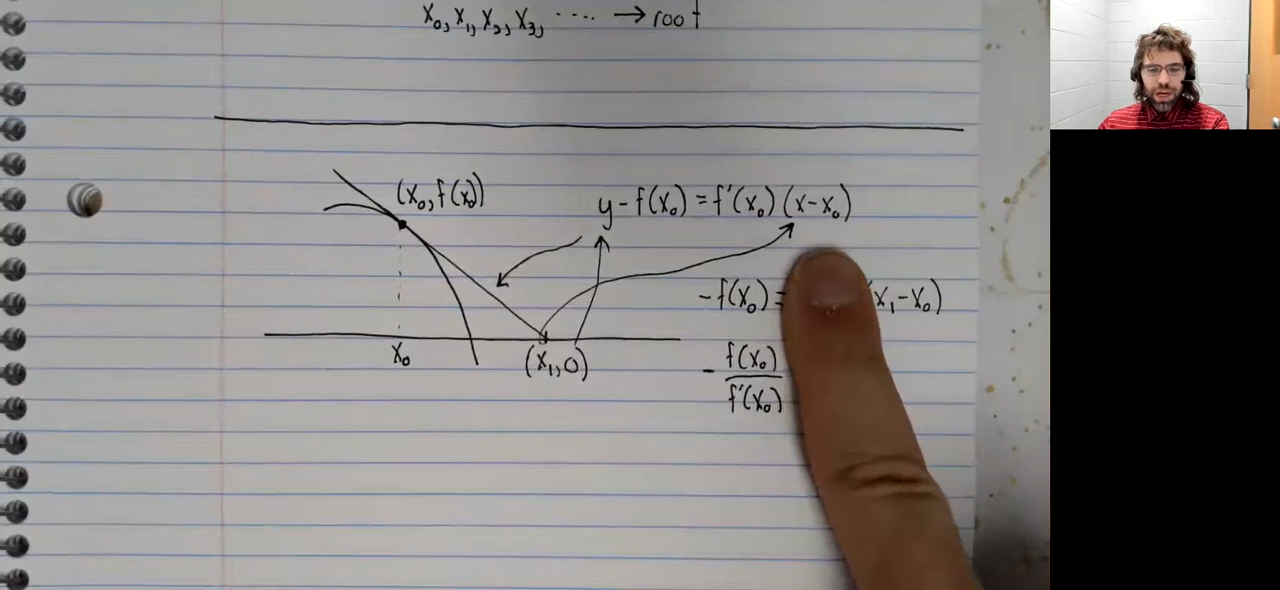 x₀, x₁, x₂, x₃, ···· → root
(x₀, f(x₀))
y - f(x₀) = f'(x₀) (x - x₀)
- f(x₀) = (x₁ - x₀)
x₀
(x₁, 0)
- f(x₀)
f'(x₀)